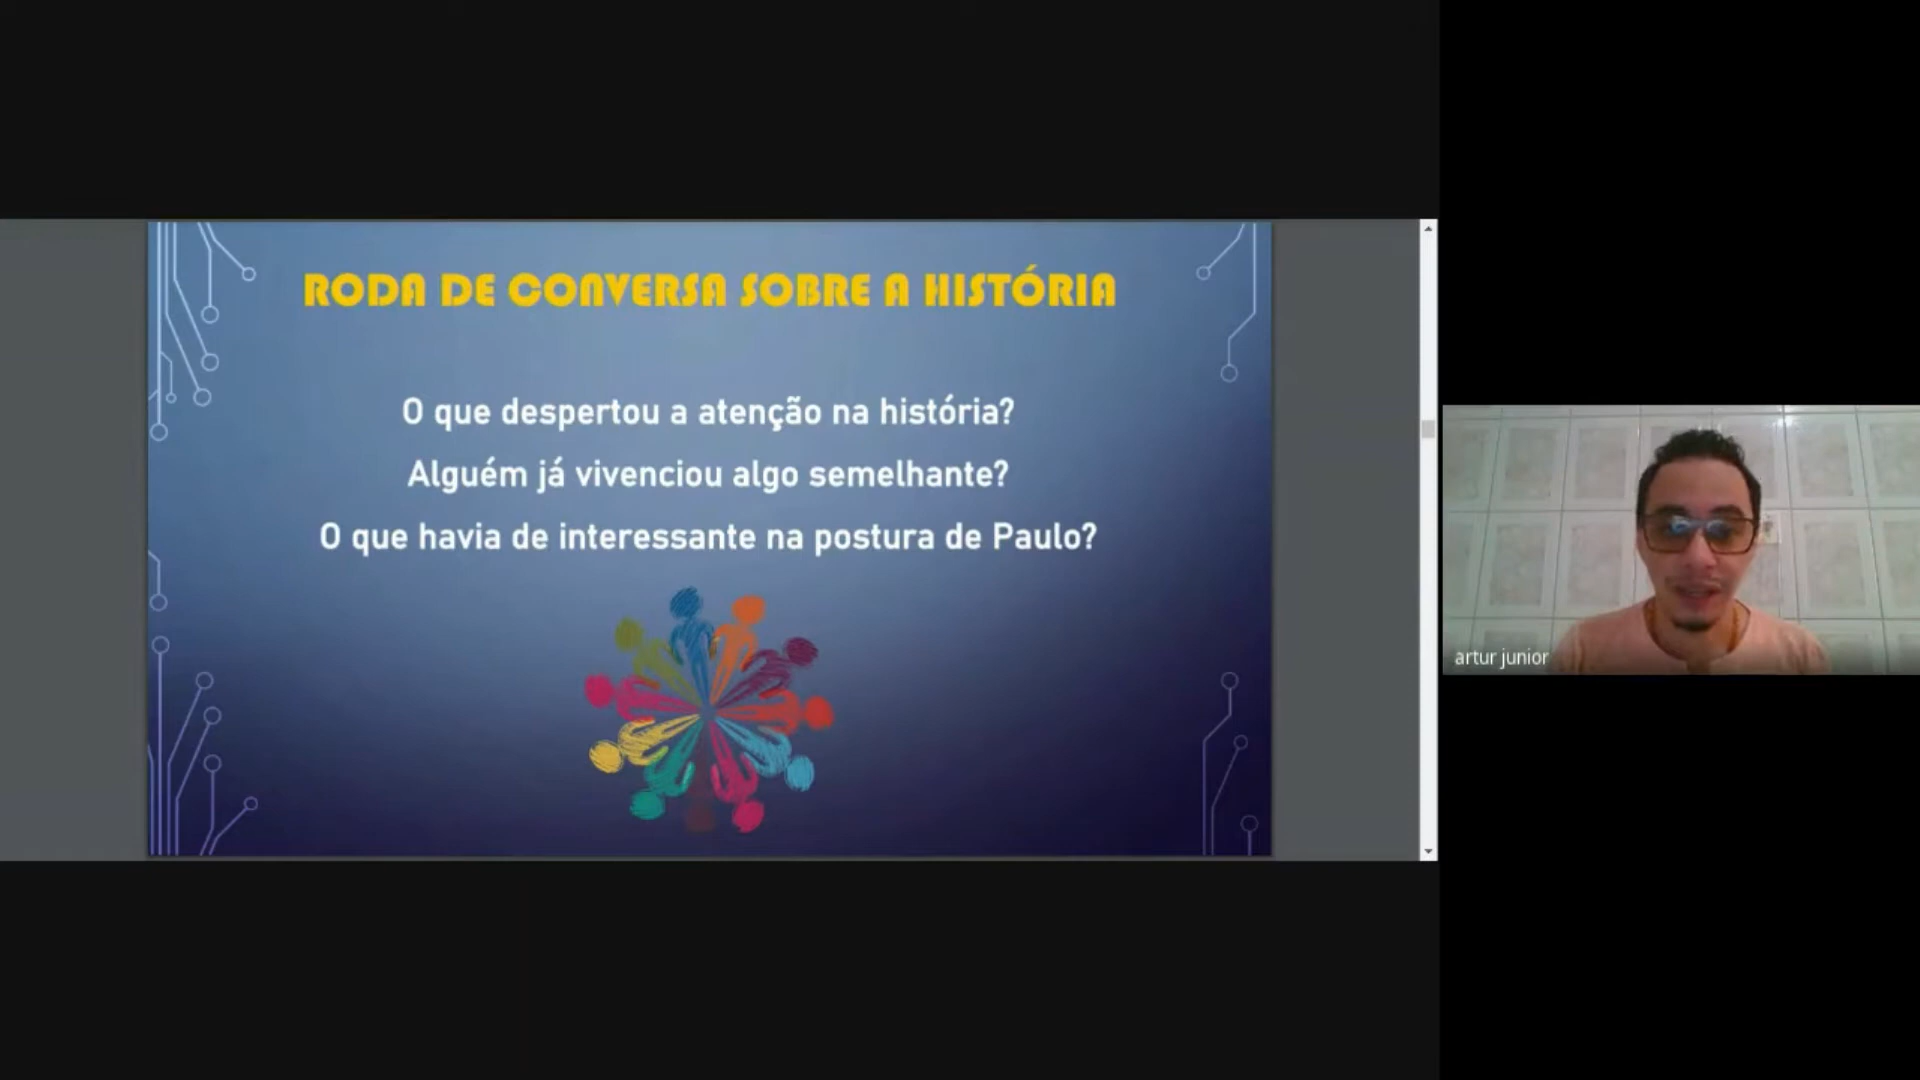 RODA DE CONVERSA SOBRE A HISTÓRIA
O que despertou a atenção na história?
Alguém já vivenciou algo semelhante?
O que havia de interessante na postura de Paulo?
artur junior